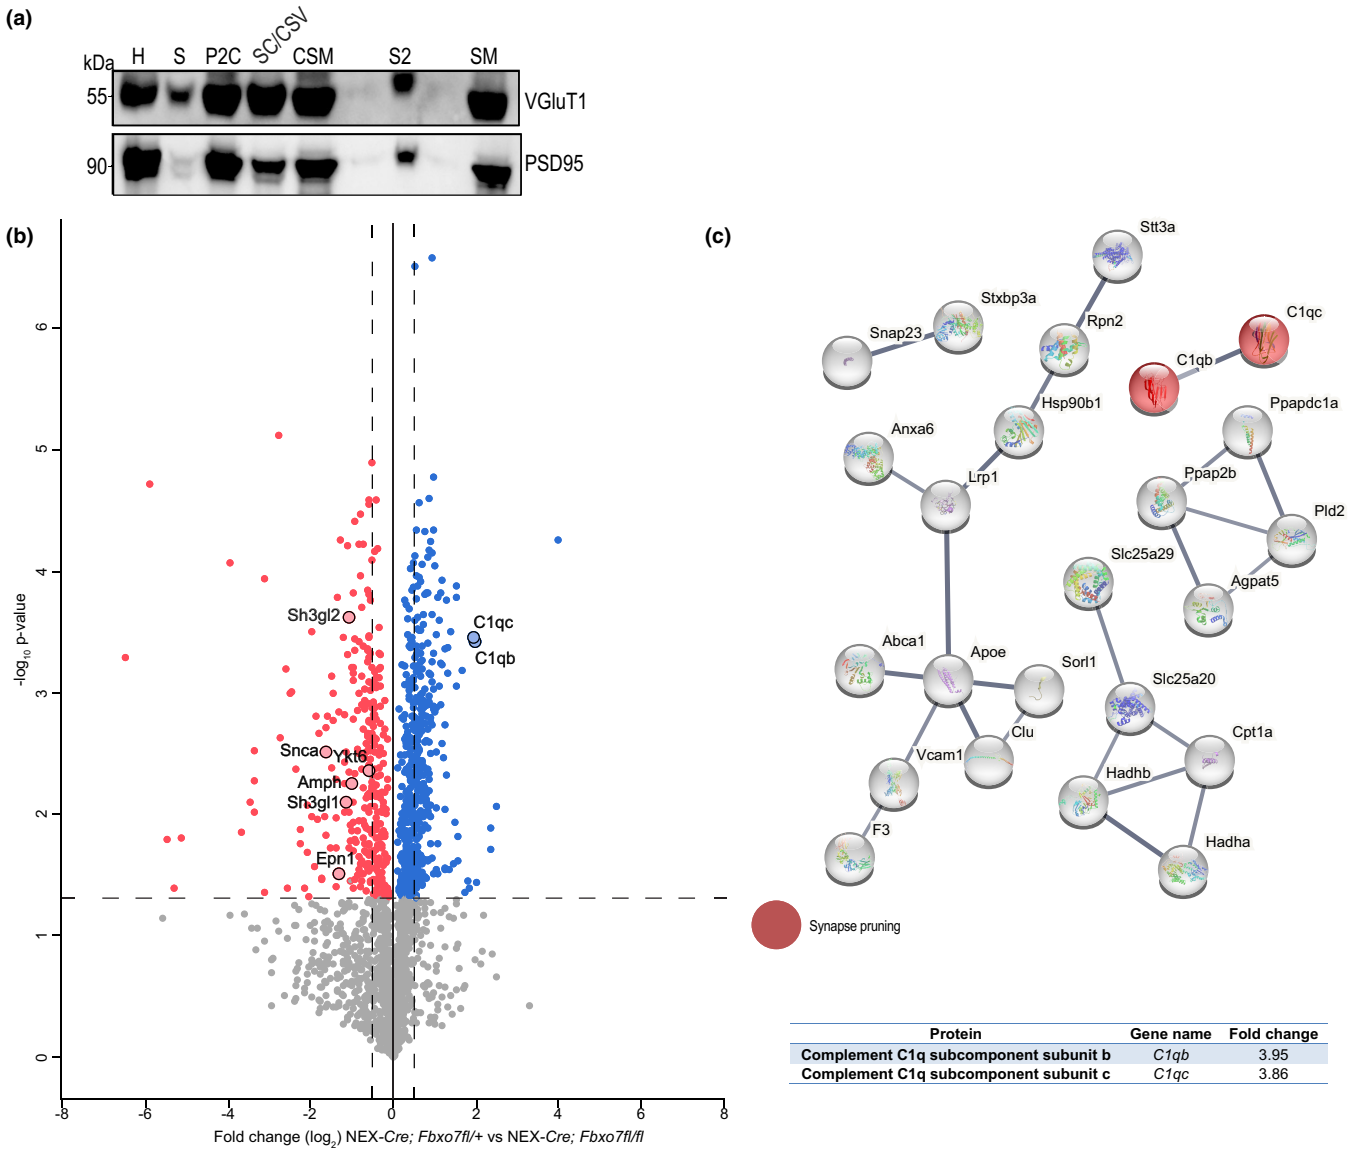 (a)
H S P2C SC/CSV CSM S2 SM
kDa
55
VGluT1
90
PSD95
(b)
-log10 p-value
6
5
4
3
2
1
0
Sh3gl2
C1qc
C1qb
Snca
Ykt6
Amph
Sh3gl1
Epn1
-8 -6 -4 -2 0 2 4 6 8
Fold change (log2) NEX-Cre; Fbxo7fl/+ vs NEX-Cre; Fbxo7fl/fl
(c)
Stt3a
Stxbp3a
Snap23
Rpn2
C1qc
C1qb
Hsp90b1
Ppapdc1a
Anxa6
Lrp1
Ppap2b
Pld2
Slc25a29
Agpat5
Abca1
Apoe
Sorl1
Slc25a20
Clu
Cpt1a
Vcam1
Hadhb
F3
Hadha
Synapse pruning
Protein Gene name Fold change
Complement C1q subcomponent subunit b C1qb 3.95
Complement C1q subcomponent subunit c C1qc 3.86